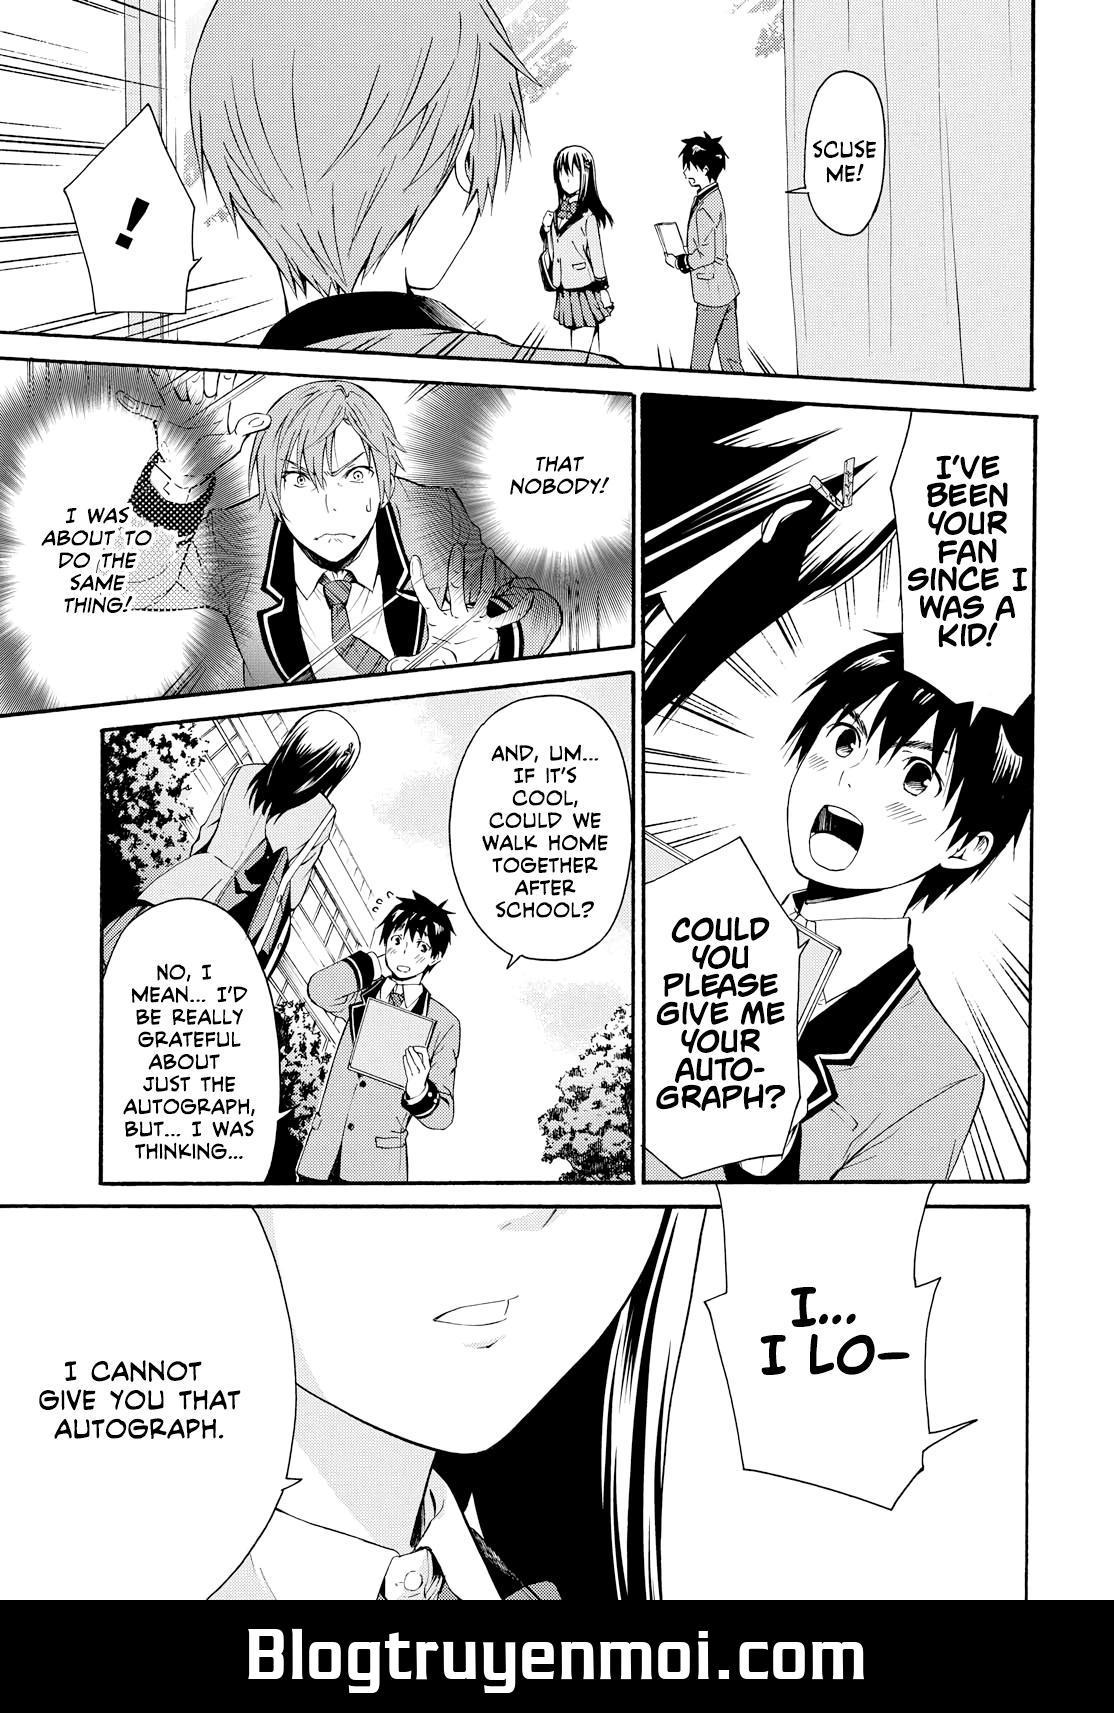 SCUSE
ME!
!
I'VE
BEEN
YOUR
FAN
SINCE I
WAS A
KID!
COULD
YOU
PLEASE
GIVE ME
YOUR
AUTO-
GRAPH?
THAT
NOBODY!
I WAS
ABOUT TO
DO THE
SAME
THING!
AND, UM...
IF IT'S
COOL,
COULD WE
WALK HOME
TOGETHER
AFTER
SCHOOL?
NO, I
MEAN... I'D
BE REALLY
GRATEFUL
ABOUT
JUST THE
AUTOGRAPH,
BUT... I WAS
THINKING...
I...
I LO-
I CANNOT
GIVE YOU THAT
AUTOGRAPH.
Blogtruyenmoi.com